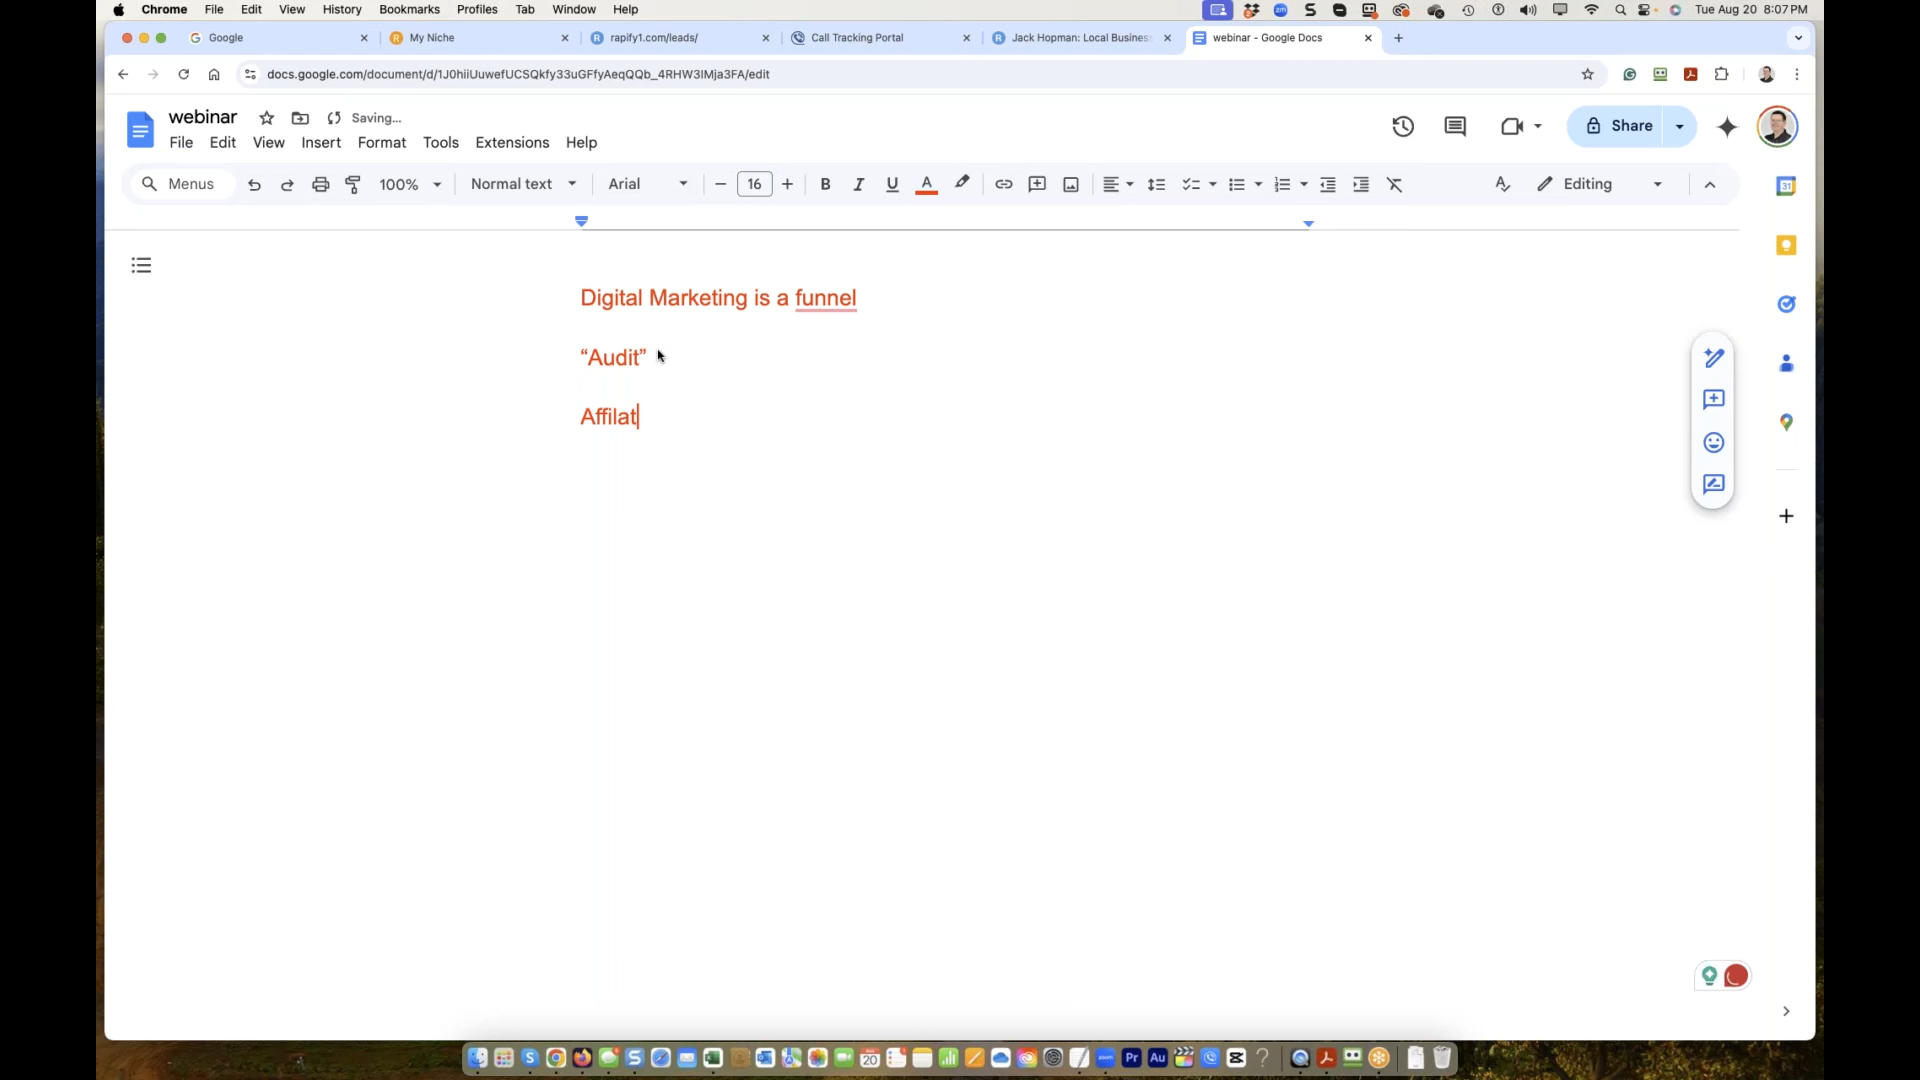 Chrome File Edit View History Bookmarks Profiles Tab Window Help Tue Aug 20 8:07 PM
Google My Niche rapify1.com/leads/ Call Tracking Portal Jack Hopman: Local Busines webinar - Google Docs
docs.google.com/document/d/1J0hiiUuwefUCSQkfy33uGFfyAeqQQb_4RHW3IMja3FA/edit
webinar Saving...
File Edit View Insert Format Tools Extensions Help
Share
Menus 100% Normal text Arial 16 Editing
Digital Marketing is a funnel
“Audit”
Affilat